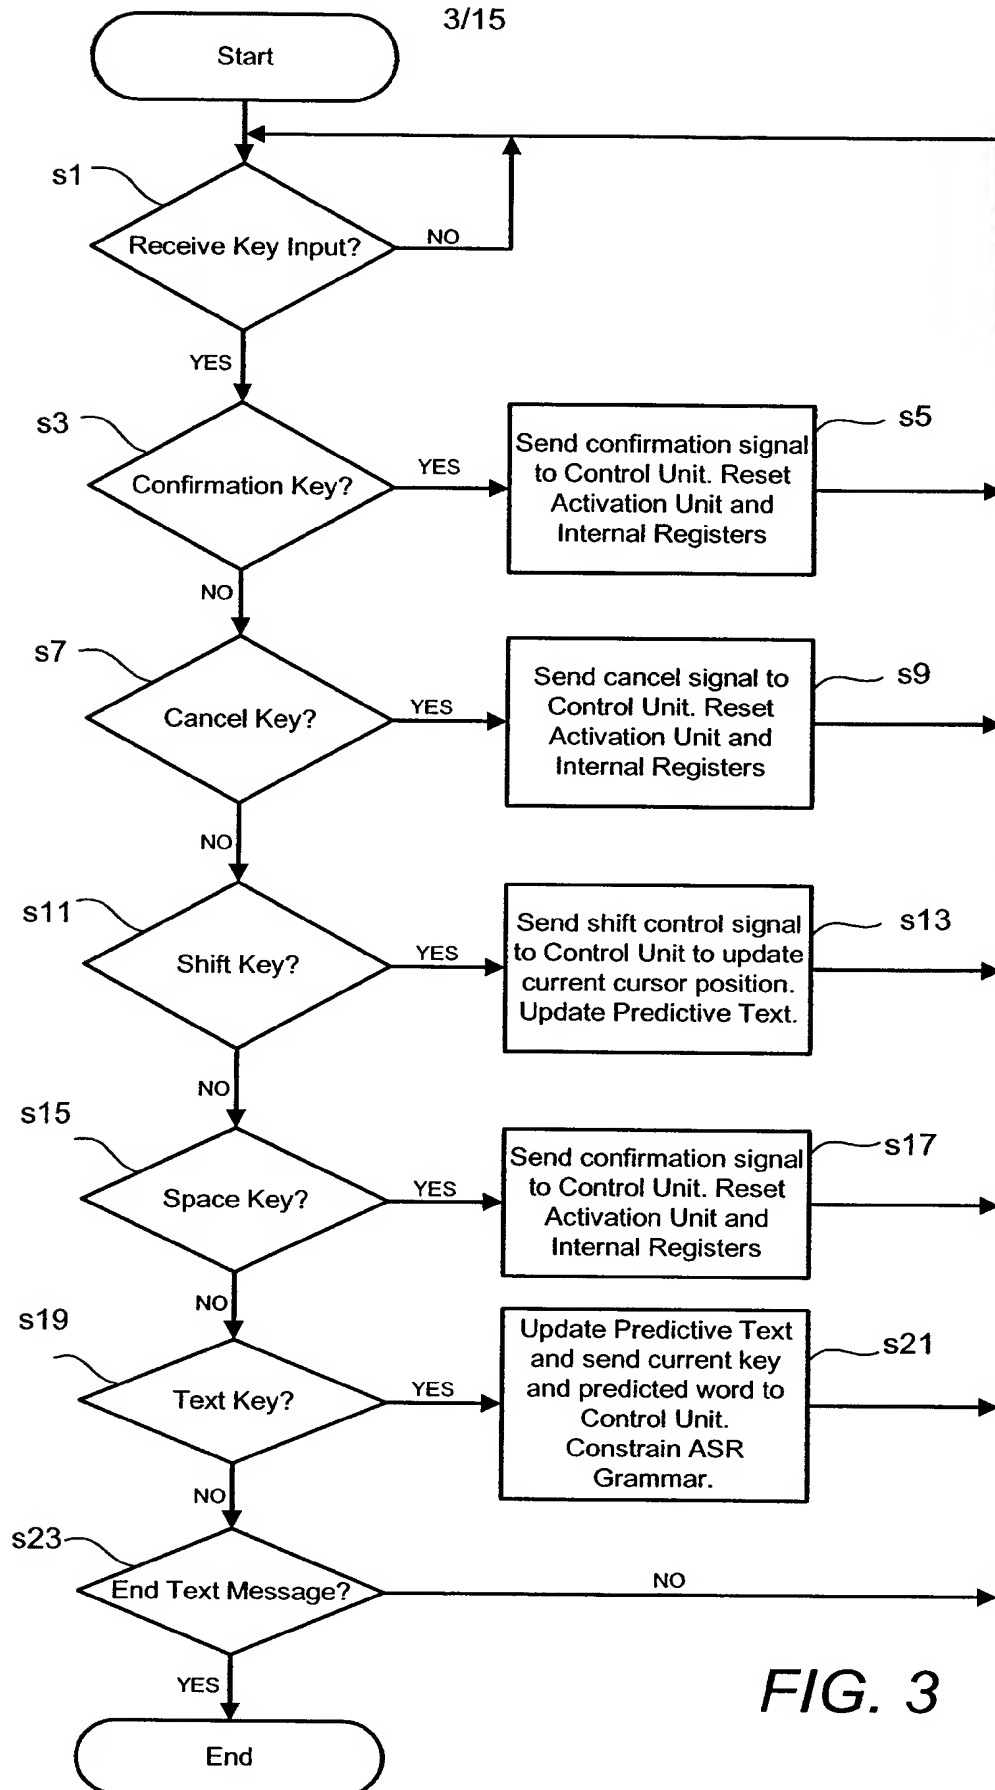 3/15
Start
s1
Receive Key Input?
NO
YES
s3
Confirmation Key?
YES
Send confirmation signal
to Control Unit. Reset
Activation Unit and
Internal Registers
s5
NO
s7
Cancel Key?
YES
Send cancel signal to
Control Unit. Reset
Activation Unit and
Internal Registers
s9
NO
s11
Shift Key?
YES
Send shift control signal
to Control Unit to update
current cursor position.
Update Predictive Text.
s13
NO
s15
Space Key?
YES
Send confirmation signal
to Control Unit. Reset
Activation Unit and
Internal Registers
s17
NO
s19
Text Key?
YES
Update Predictive Text
and send current key
and predicted word to
Control Unit.
Constrain ASR
Grammar.
s21
NO
s23
End Text Message?
NO
YES
End
FIG. 3